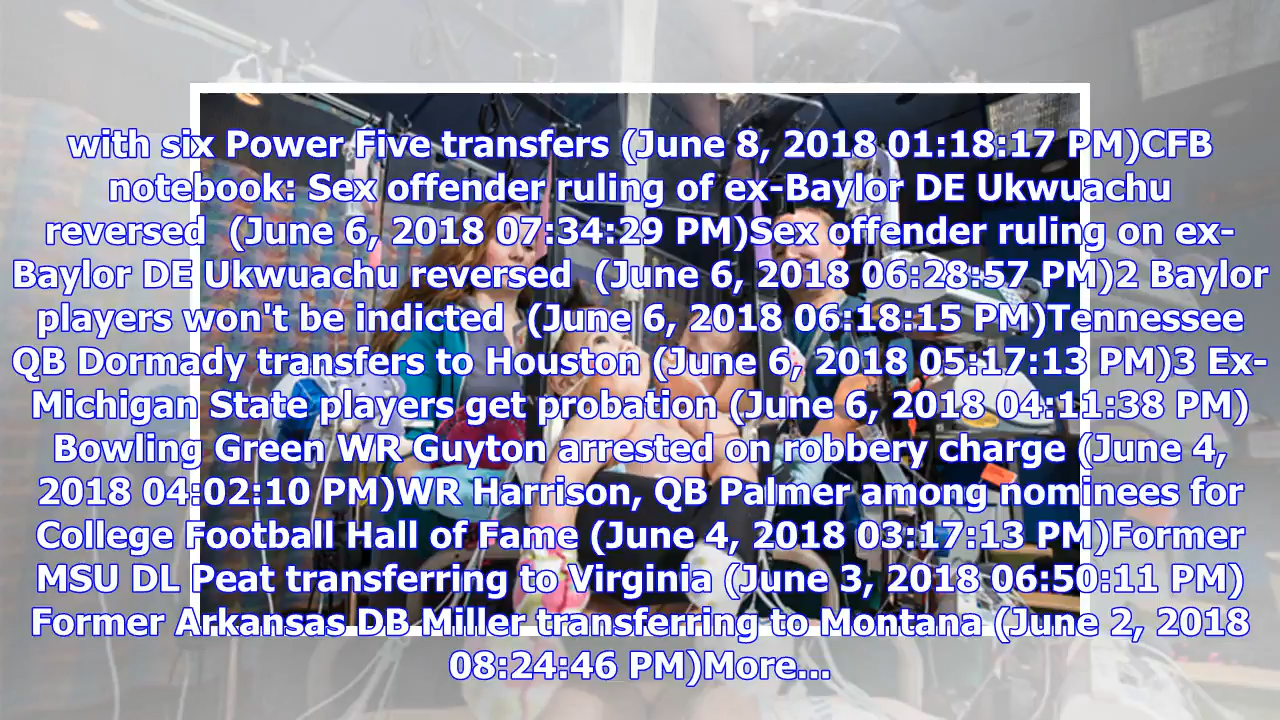 with six Power Five transfers (June 8, 2018 01:18:17 PM)CFB
notebook: Sex offender ruling of ex-Baylor DE Ukwuachu
reversed  (June 6, 2018 07:34:29 PM)Sex offender ruling on ex-
Baylor DE Ukwuachu reversed  (June 6, 2018 06:28:57 PM)2 Baylor
players won't be indicted  (June 6, 2018 06:18:15 PM)Tennessee
QB Dormady transfers to Houston (June 6, 2018 05:17:13 PM)3 Ex-
Michigan State players get probation (June 6, 2018 04:11:38 PM)
Bowling Green WR Guyton arrested on robbery charge (June 4,
2018 04:02:10 PM)WR Harrison, QB Palmer among nominees for
College Football Hall of Fame (June 4, 2018 03:17:13 PM)Former
MSU DL Peat transferring to Virginia (June 3, 2018 06:50:11 PM)
Former Arkansas DB Miller transferring to Montana (June 2, 2018
08:24:46 PM)More...